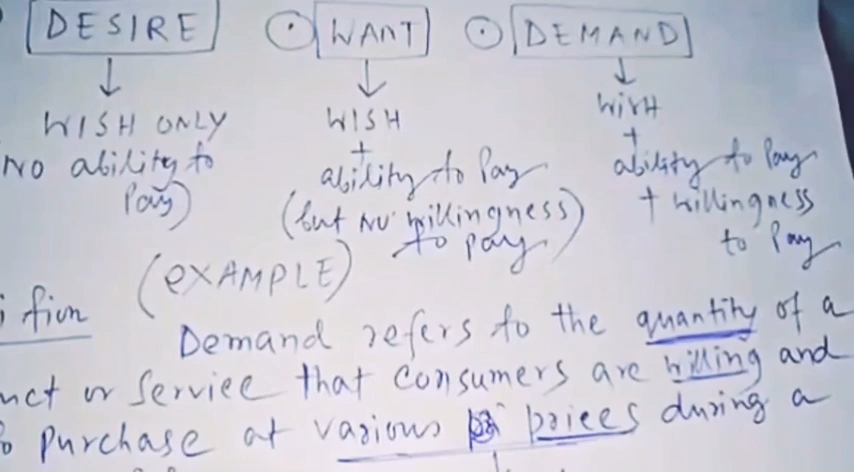 DESIRE WANT DEMAND
WISH ONLY WISH WISH
NO ability to + +
Pay) ability to Pay ability to Pay
(but NO willingness + willingness
to pay) to Pay
(EXAMPLE)
Demand refers to the quantity of a
or Service that consumers are willing and
Purchase at various prices during a